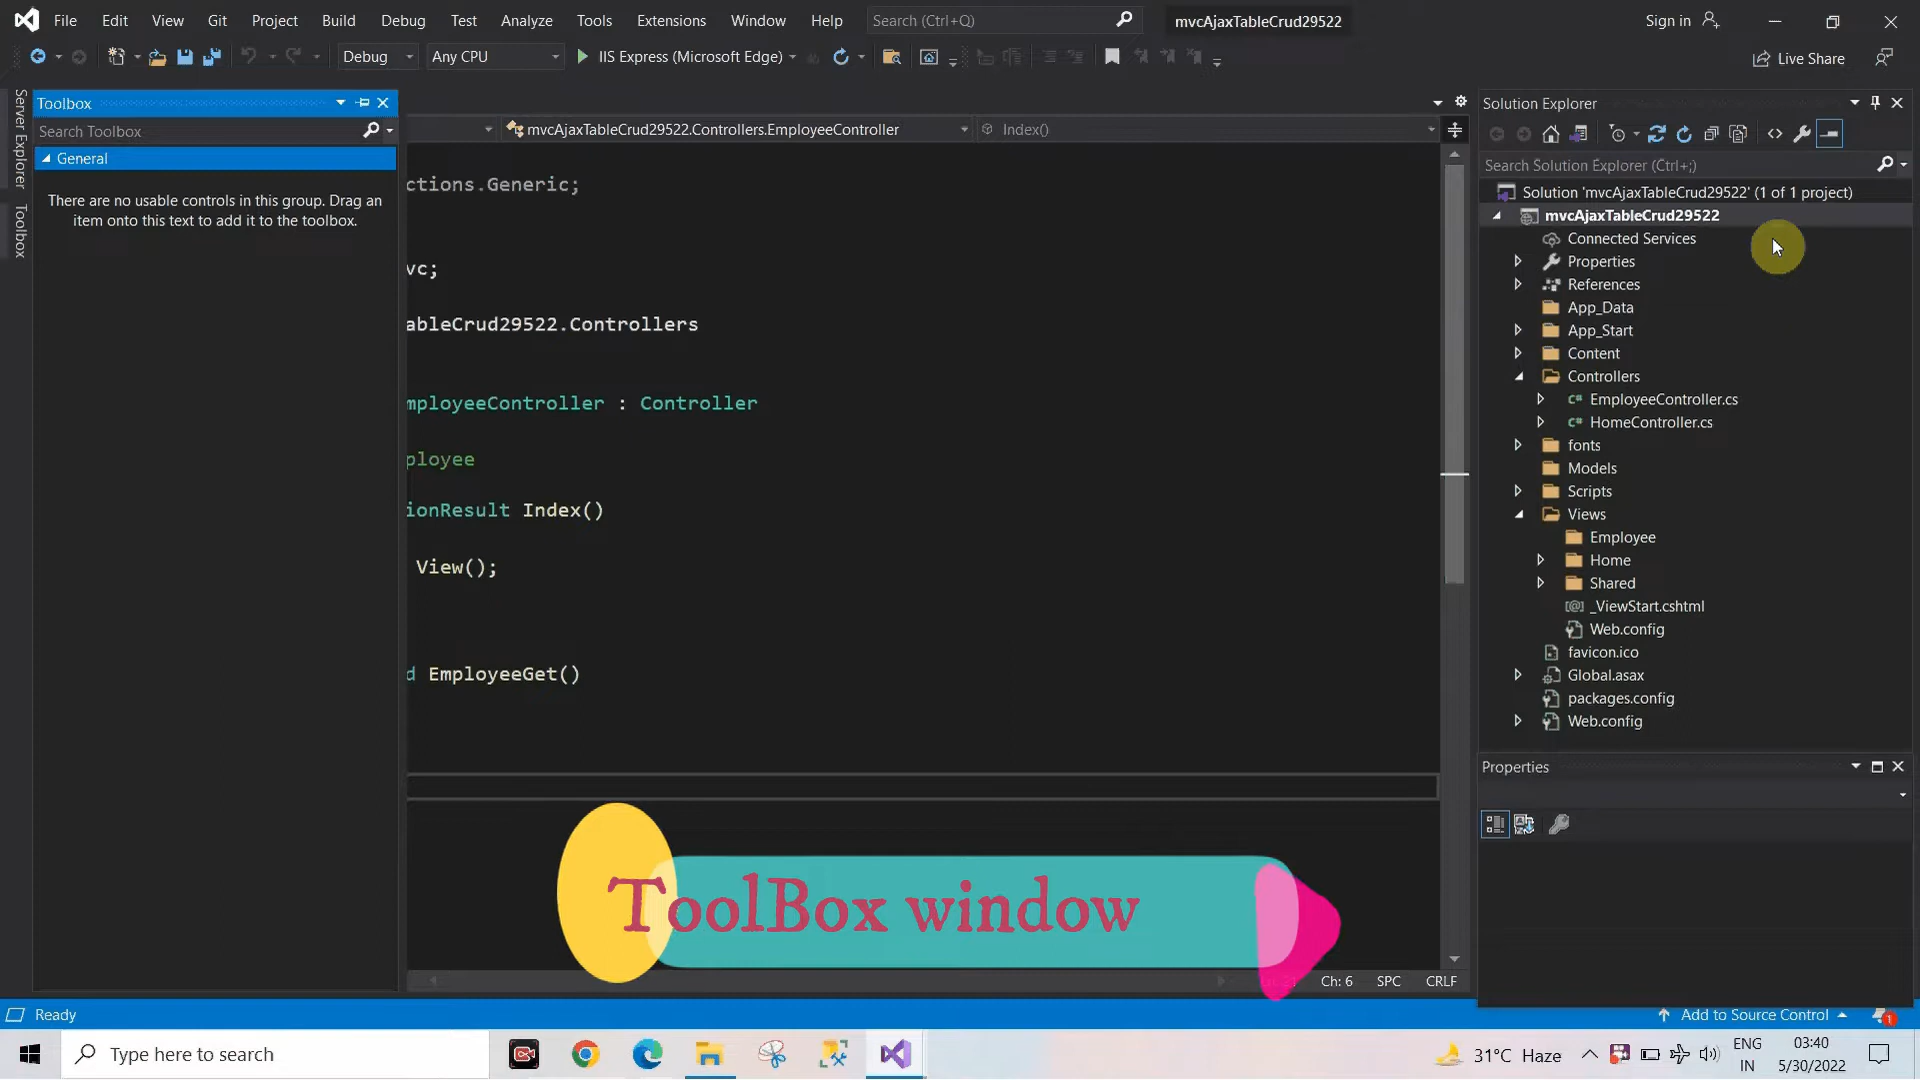 File Edit View Git Project Build Debug Test Analyze Tools Extensions Window Help Search (Ctrl+Q) mvcAjaxTableCrud29522 Sign in
Debug Any CPU IIS Express (Microsoft Edge) Live Share
Server Explorer
Toolbox
Toolbox
Search Toolbox
General
There are no usable controls in this group. Drag an
item onto this text to add it to the toolbox.
mvcAjaxTableCrud29522.Controllers.EmployeeController Index()
ctions.Generic;
vc;
ableCrud29522.Controllers
mployeeController : Controller
ployee
ionResult Index()
View();
d EmployeeGet()
ToolBox window
Ch: 6 SPC CRLF
Solution Explorer
Search Solution Explorer (Ctrl+;)
Solution 'mvcAjaxTableCrud29522' (1 of 1 project)
mvcAjaxTableCrud29522
Connected Services
Properties
References
App_Data
App_Start
Content
Controllers
C# EmployeeController.cs
C# HomeController.cs
fonts
Models
Scripts
Views
Employee
Home
Shared
[@] _ViewStart.cshtml
Web.config
favicon.ico
Global.asax
packages.config
Web.config
Properties
Ready Add to Source Control 1
Type here to search 31°C Haze ENG IN 03:40 5/30/2022